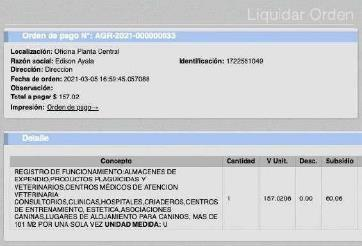 Liquidar Orden
Orden de pago N°: AGR-2021-000000033
Localización: Oficina Planta Central
Razón social: Edison Ayala Identificación: 1722551049
Dirección: Direccion
Fecha de orden: 2021-03-05 16:59:45.057088
Observación:
Total a pagar $ 157.02
Impresión: Orden de pago→
Detalle
Concepto Cantidad V Unit. Desc. Subsidio
REGISTRO DE FUNCIONAMIENTO:ALMACENES DE
EXPENDIO,PRODUCTOS PLAGUICIDAS Y
VETERINARIOS,CENTROS MÉDICOS DE ATENCION
VETERINARIA
CONSULTORIOS,CLINICAS,HOSPITALES,CRIADEROS,CENTROS
DE ENTRENAMIENTO, ESTETICA,ASOCIACIONES
CANINAS,LUGARES DE ALOJAMIENTO PARA CANINOS, MAS DE
101 M2 POR UNA SOLA VEZ UNIDAD MEDIDA: U
1 157.0206 0.00 60.06